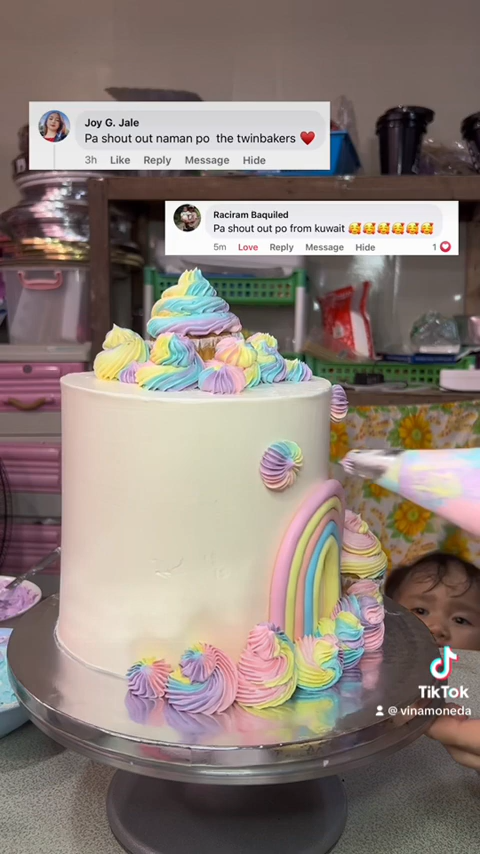 Joy G. Jale
Pa shout out naman po the twinbakers ❤️
3h Like Reply Message Hide
Raciram Baquiled
Pa shout out po from kuwait 🥰🥰🥰🥰🥰🥰
5m Love Reply Message Hide 1
TikTok
@vinamoneda